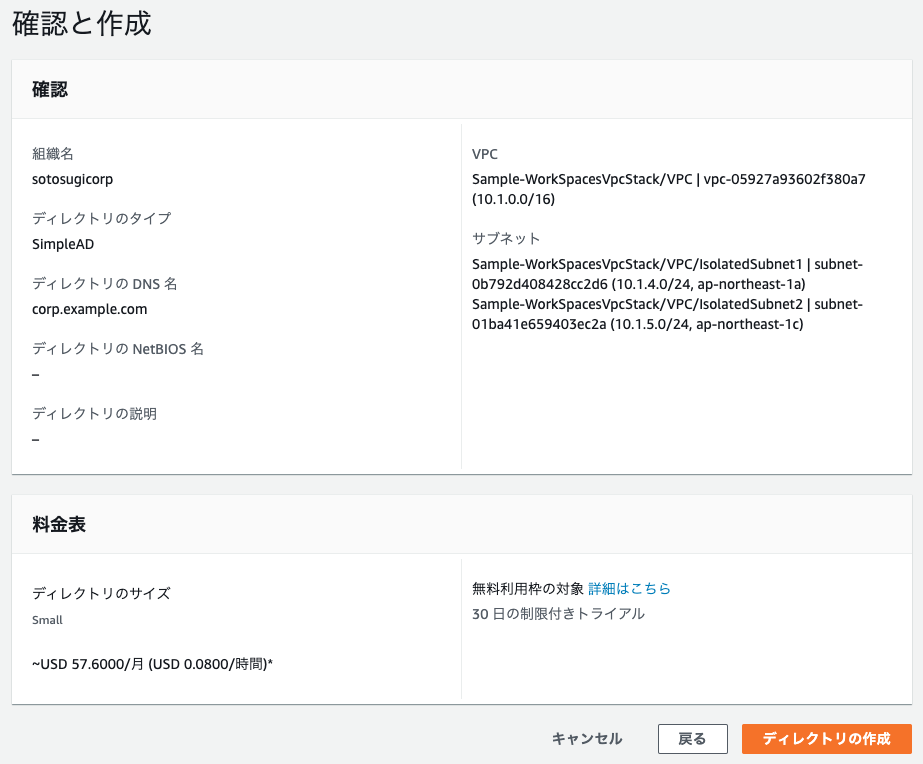 確認と作成
確認
組織名
sotosugicorp
ディレクトリのタイプ
SimpleAD
ディレクトリの DNS 名
corp.example.com
ディレクトリの NetBIOS 名
–
ディレクトリの説明
–
VPC
Sample-WorkSpacesVpcStack/VPC | vpc-05927a93602f380a7
(10.1.0.0/16)
サブネット
Sample-WorkSpacesVpcStack/VPC/IsolatedSubnet1 | subnet-
0b792d408428cc2d6 (10.1.4.0/24, ap-northeast-1a)
Sample-WorkSpacesVpcStack/VPC/IsolatedSubnet2 | subnet-
01ba41e659403ec2a (10.1.5.0/24, ap-northeast-1c)
料金表
ディレクトリのサイズ
Small
~USD 57.6000/月 (USD 0.0800/時間)*
無料利用枠の対象 詳細はこちら
30 日の制限付きトライアル
キャンセル
戻る
ディレクトリの作成